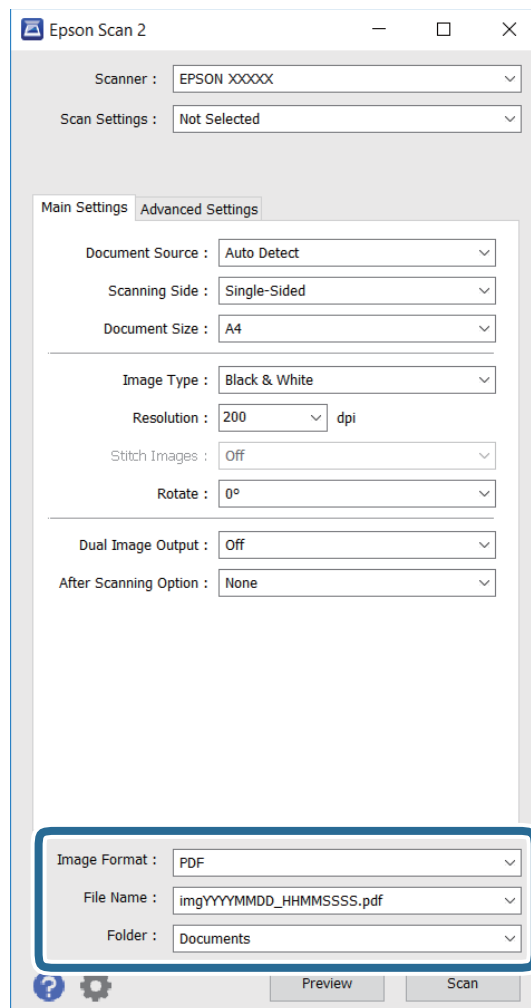 Epson Scan 2
Scanner : EPSON XXXXX
Scan Settings : Not Selected
Main Settings Advanced Settings
Document Source : Auto Detect
Scanning Side : Single-Sided
Document Size : A4
Image Type : Black & White
Resolution : 200 dpi
Stitch Images : Off
Rotate : 0º
Dual Image Output : Off
After Scanning Option : None
Image Format : PDF
File Name : imgYYYYMMDD_HHMMSSSS.pdf
Folder : Documents
? Preview Scan